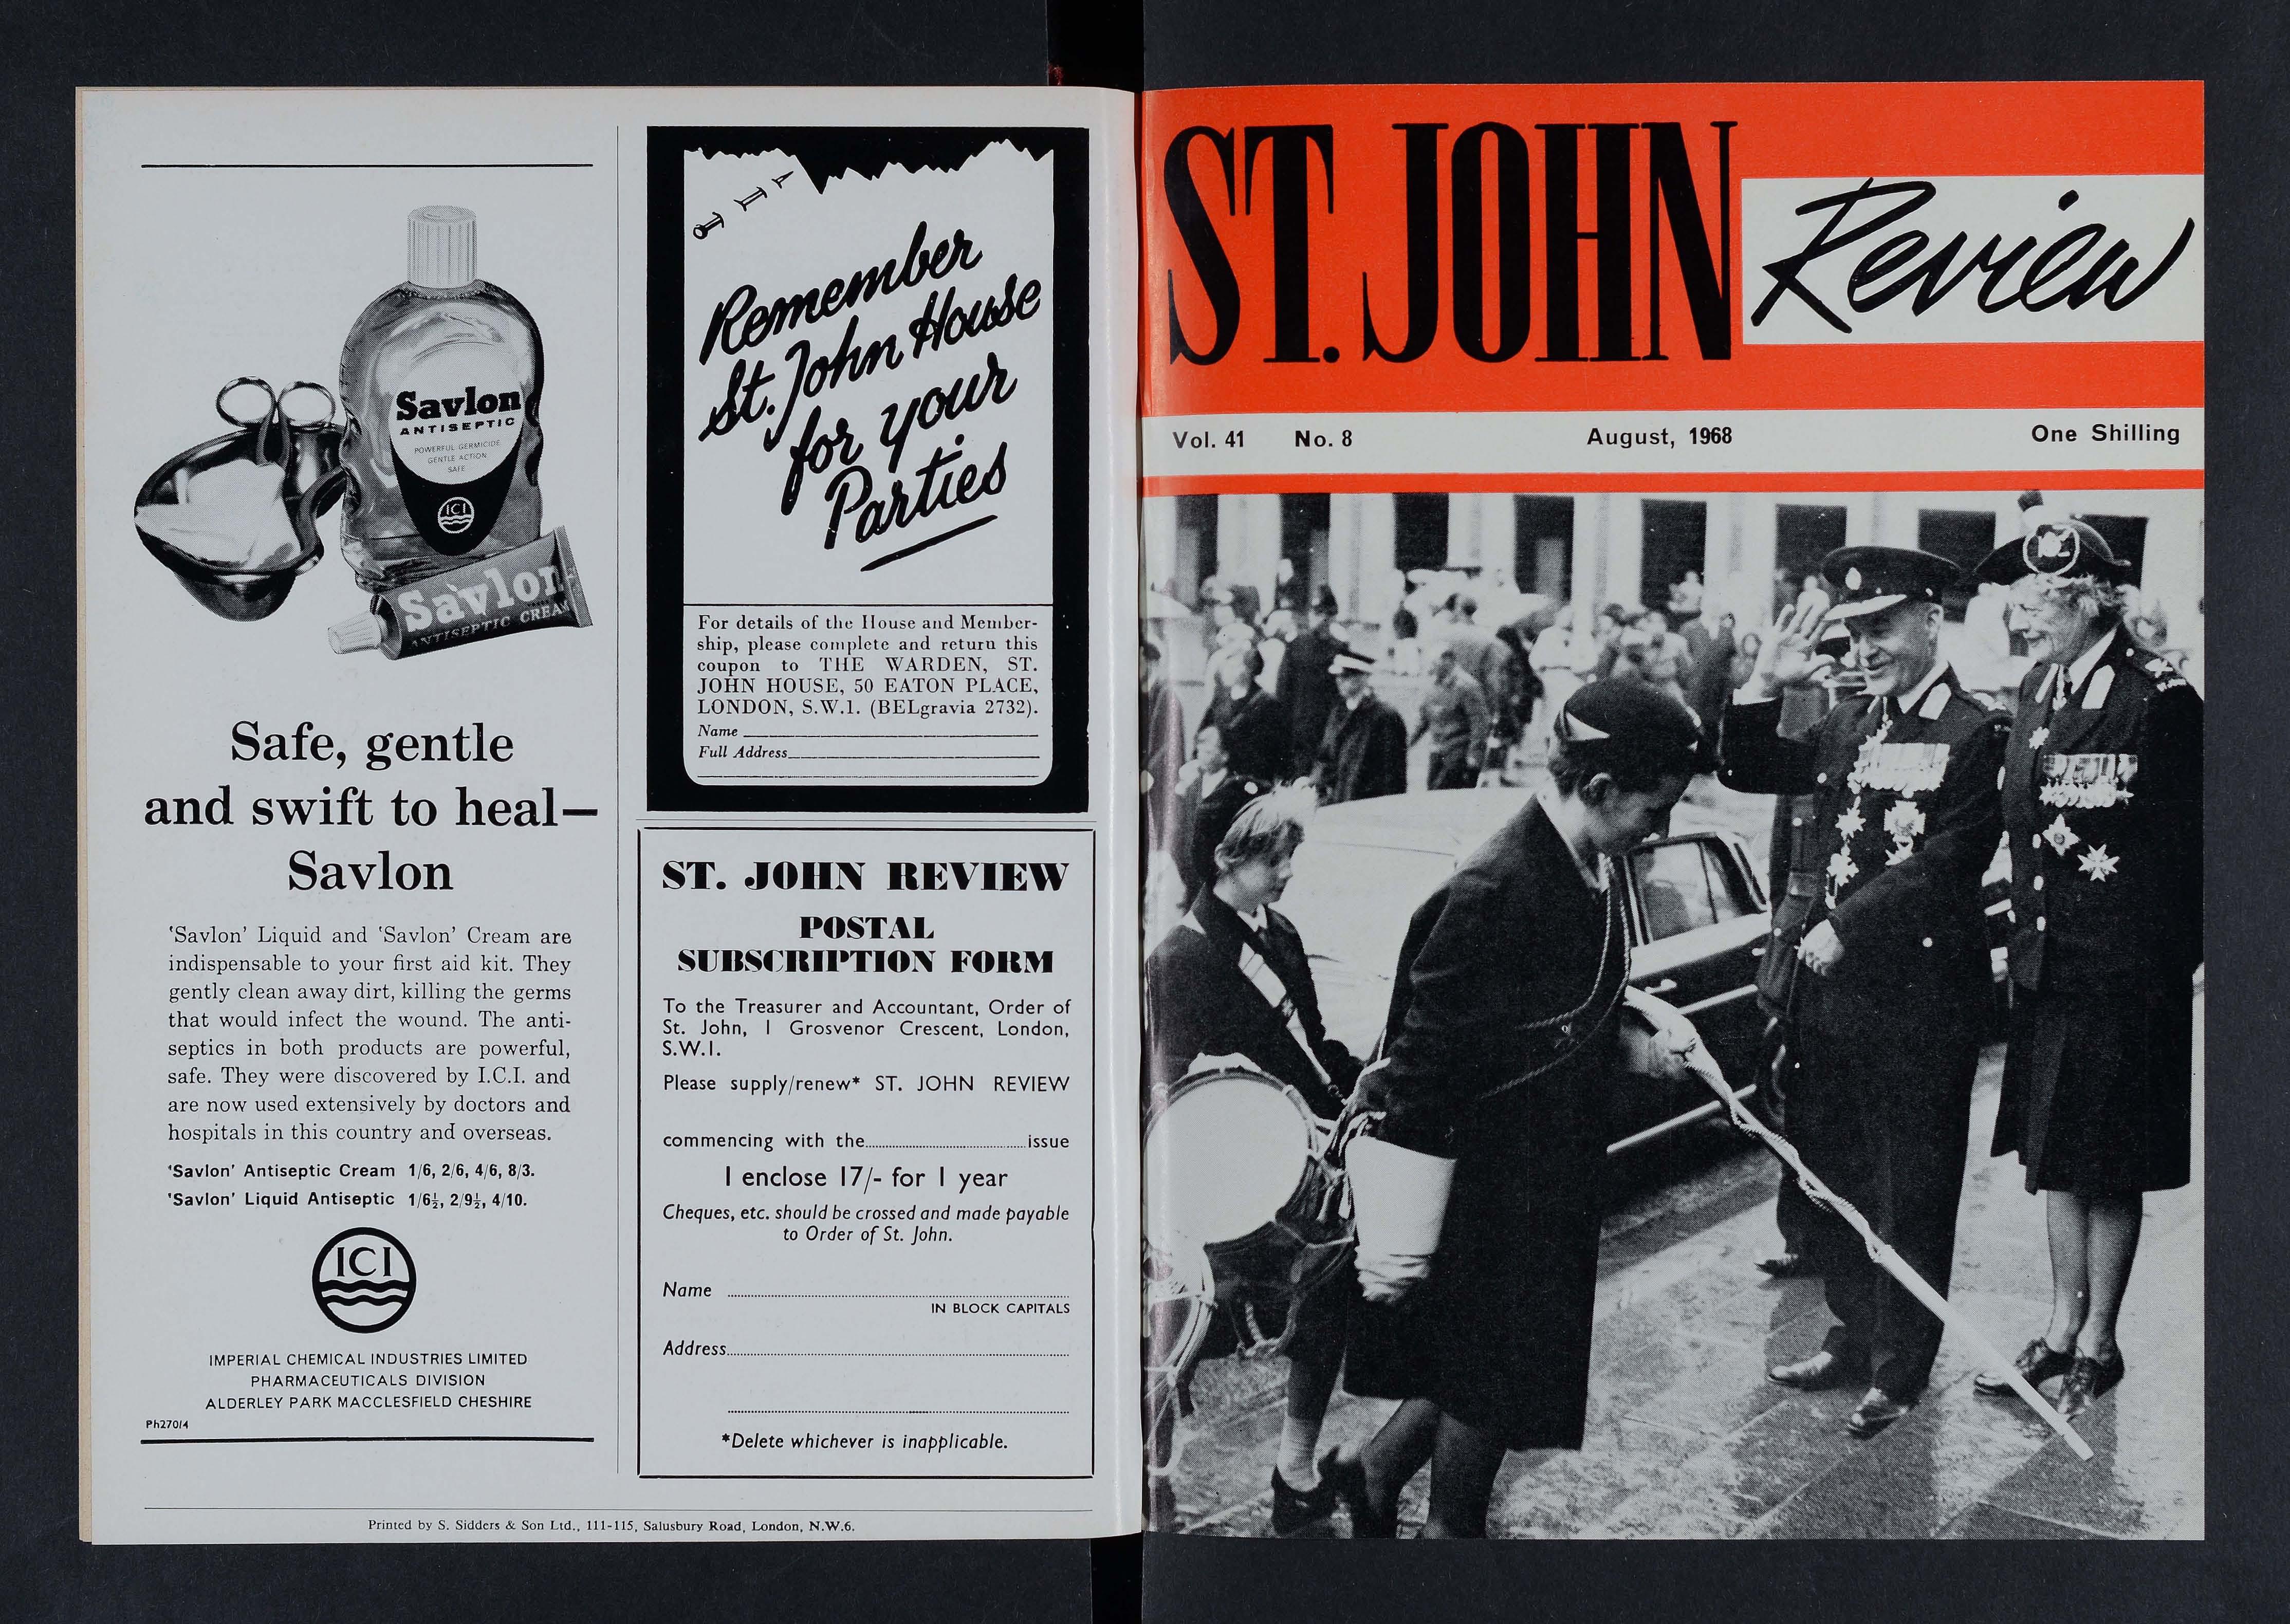 Savlon
ANTISEPTIC
POWERFUL GERMICIDE
GENTLE ACTION
SAFE
ICI
Savlon
ANTISEPTIC CREAM
Safe, gentle
and swift to heal—
Savlon
'Savlon' Liquid and 'Savlon' Cream are
indispensable to your first aid kit. They
gently clean away dirt, killing the germs
that would infect the wound. The anti-
septics in both products are powerful,
safe. They were discovered by I.C.I. and
are now used extensively by doctors and
hospitals in this country and overseas.
'Savlon' Antiseptic Cream 1/6, 2/6, 4/6, 8/3.
'Savlon' Liquid Antiseptic 1/6½, 2/9½, 4/10.
ICI
IMPERIAL CHEMICAL INDUSTRIES LIMITED
PHARMACEUTICALS DIVISION
ALDERLEY PARK MACCLESFIELD CHESHIRE
Ph270/4
Remember
St. John House
for your
Parties
For details of the House and Member-
ship, please complete and return this
coupon to THE WARDEN, ST.
JOHN HOUSE, 50 EATON PLACE,
LONDON, S.W.1. (BELgravia 2732).
Name
Full Address
ST. JOHN REVIEW
POSTAL
SUBSCRIPTION FORM
To the Treasurer and Accountant, Order of
St. John, 1 Grosvenor Crescent, London,
S.W.1.
Please supply/renew* ST. JOHN REVIEW
commencing with the issue
I enclose 17/- for 1 year
Cheques, etc. should be crossed and made payable
to Order of St. John.
Name
IN BLOCK CAPITALS
Address
*Delete whichever is inapplicable.
Printed by S. Sidders & Son Ltd., 111-115, Salusbury Road, London, N.W.6.
ST. JOHN
Review
Vol. 41 No. 8 August, 1968 One Shilling